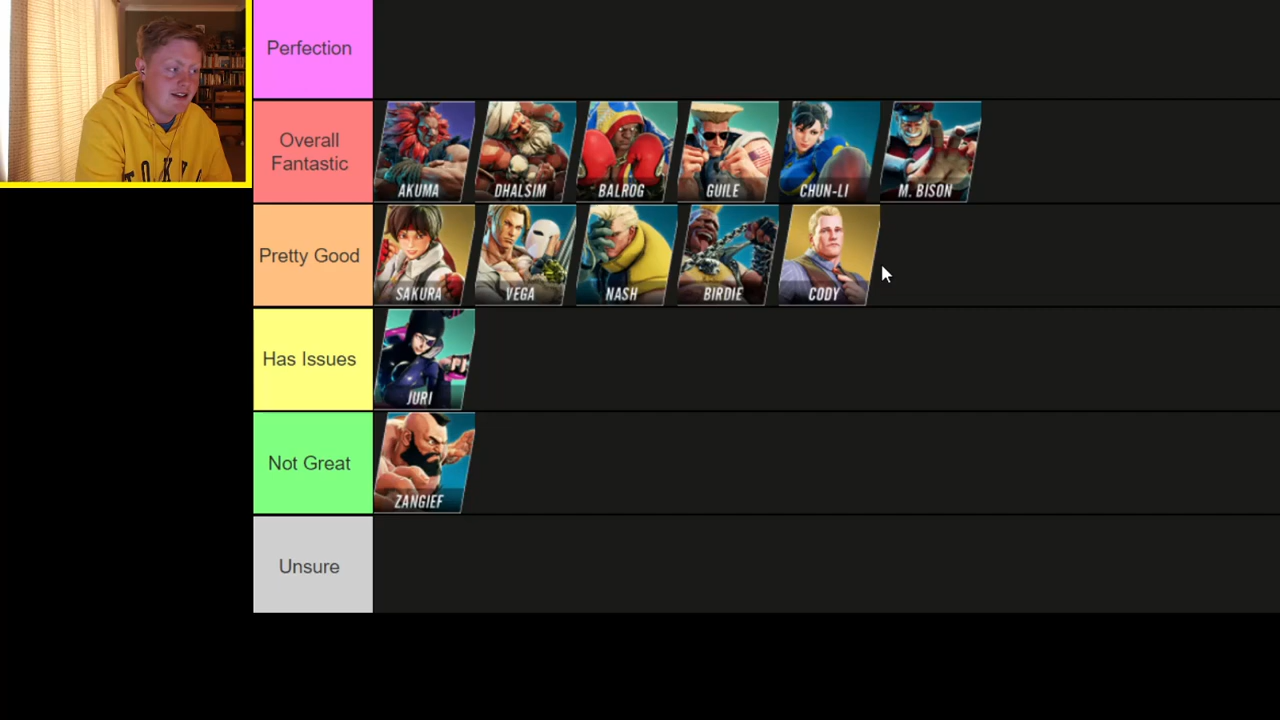 Perfection
Overall
Fantastic
AKUMA
DHALSIM
BALROG
GUILE
CHUN-LI
M. BISON
Pretty Good
SAKURA
VEGA
NASH
BIRDIE
CODY
Has Issues
JURI
Not Great
ZANGIEF
Unsure